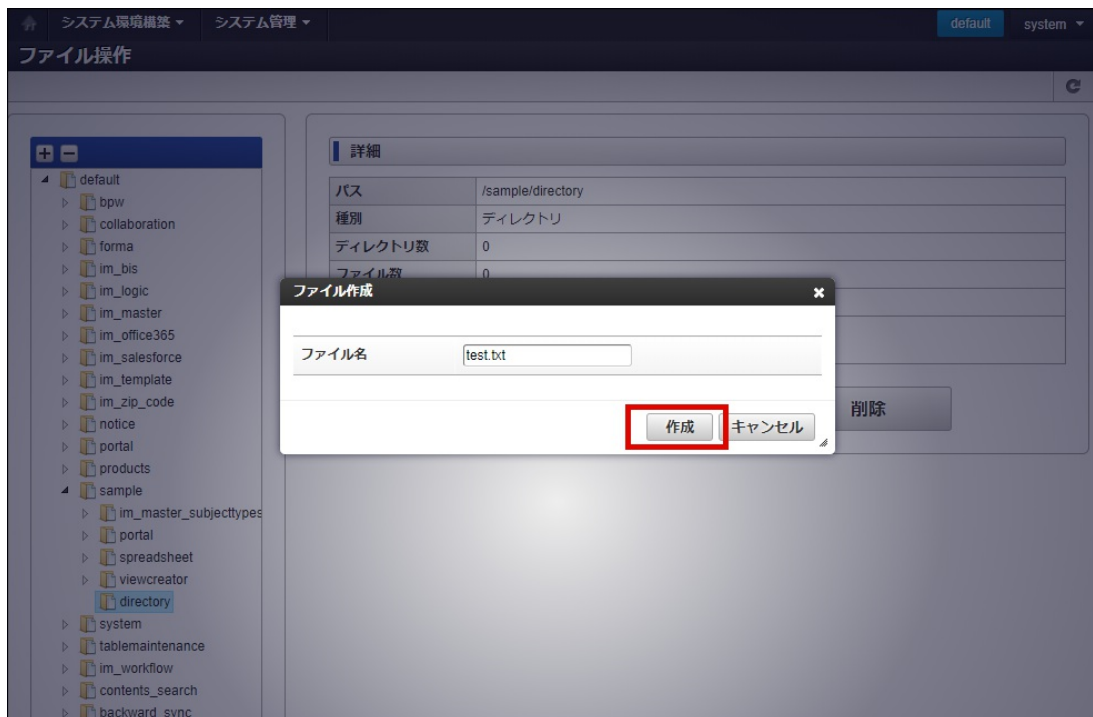 システム環境構築 システム管理 default system
ファイル操作
詳細
default
bpw
collaboration
forma
im_bis
im_logic
im_master
im_office365
im_salesforce
im_template
im_zip_code
notice
portal
products
sample
im_master_subjecttypes
portal
spreadsheet
viewcreator
directory
system
tablemaintenance
im_workflow
contents_search
backward_sync
パス /sample/directory
種別 ディレクトリ
ディレクトリ数 0
ファイル数 0
ファイル作成
ファイル名 test.txt
作成 キャンセル
削除